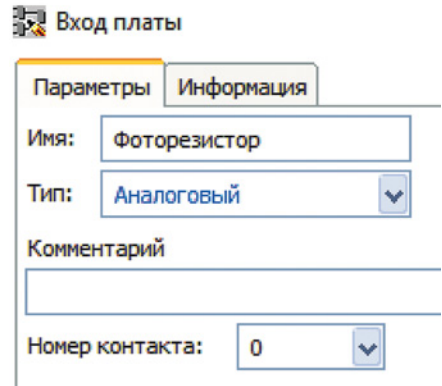 Вход платы
Параметры Информация
Имя: Фоторезистор
Тип: Аналоговый
Комментарий
Номер контакта: 0